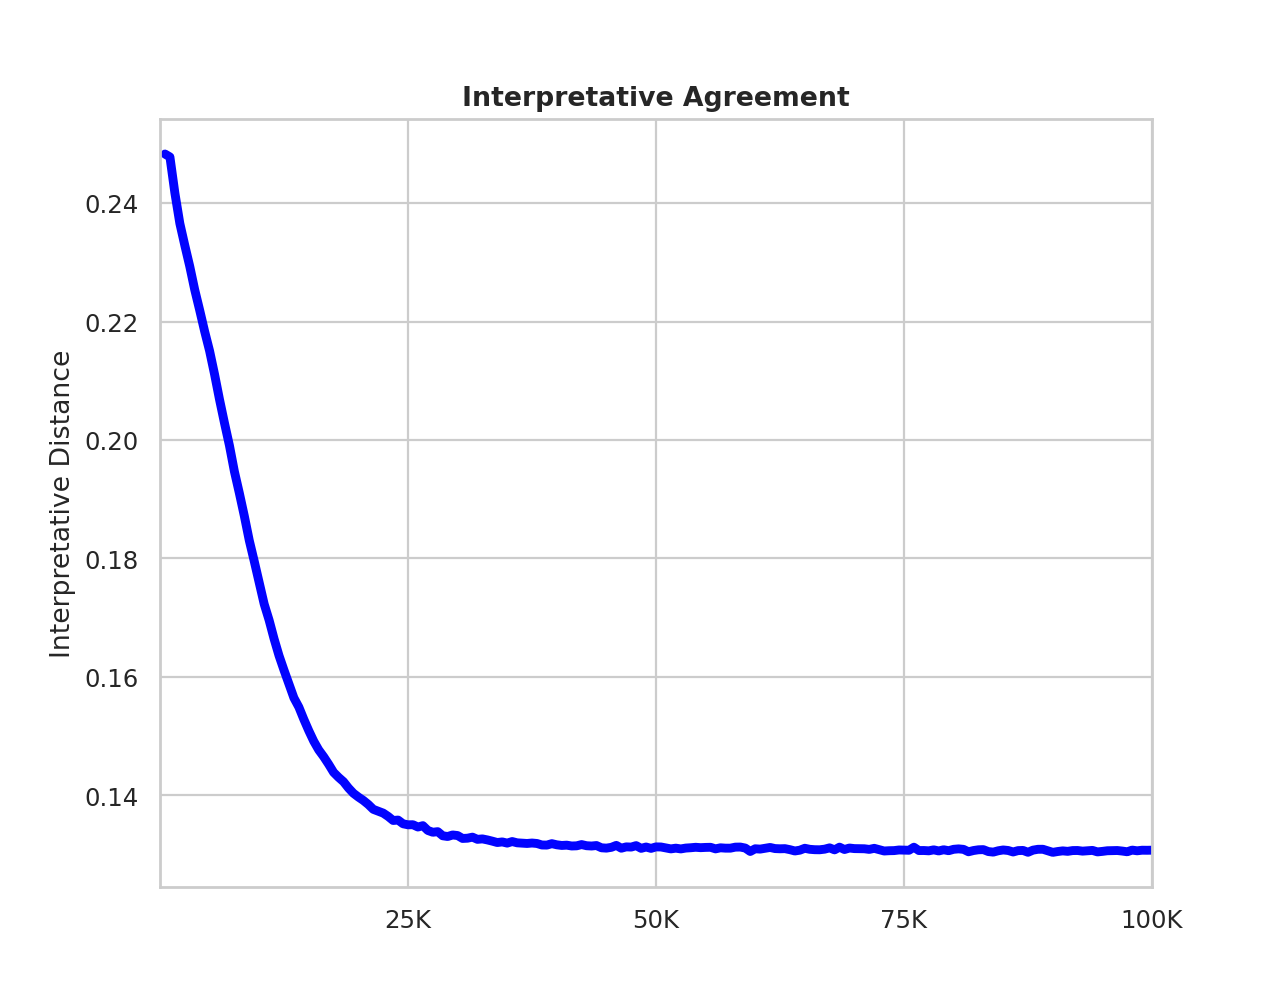 Interpretative Agreement
Interpretative Distance
0.24
0.22
0.20
0.18
0.16
0.14
25K
50K
75K
100K